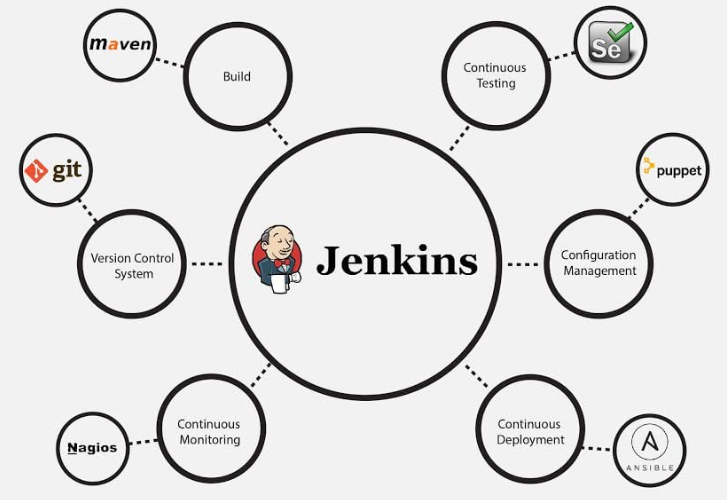 maven
Build
Continuous
Testing
Se
git
puppet
Version Control
System
Jenkins
Configuration
Management
Continuous
Monitoring
Nagios
Continuous
Deployment
A
ANSIBLE